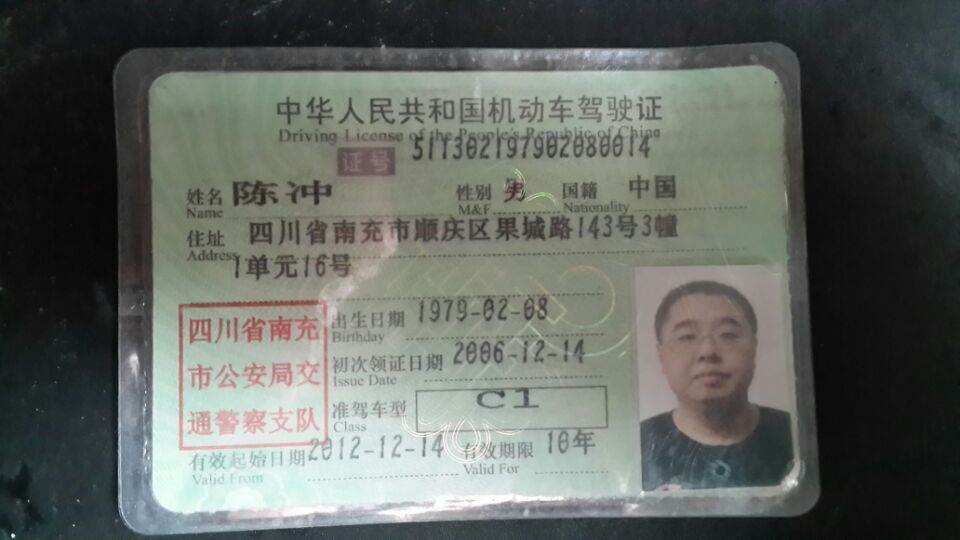 中华人民共和国机动车驾驶证
Driving License of the People's Republic of China
证号 511302197902080014
姓名 陈冲 性别 男 国籍 中国
Name M&F Nationality
住址 四川省南充市顺庆区果城路143号3幢
Address 1单元16号
四川省南充
市公安局交
通警察支队
出生日期 1979-02-08
Birthday
初次领证日期 2006-12-14
Issue Date
准驾车型 C1
Class
有效起始日期 2012-12-14 有效期限 10年
Valid From Valid For